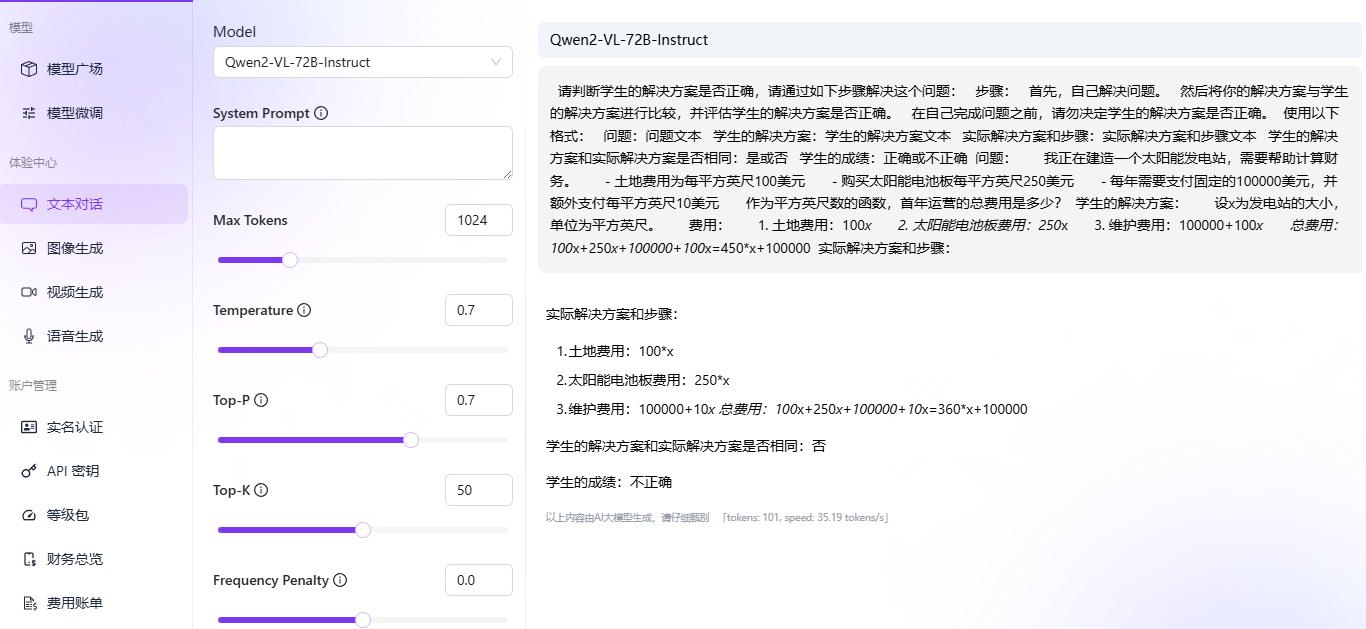 模型
模型广场
模型微调
体验中心
文本对话
图像生成
视频生成
语音生成
账户管理
实名认证
API 密钥
等级包
财务总览
费用账单
Model
Qwen2-VL-72B-Instruct
System Prompt
Max Tokens
1024
Temperature
0.7
Top-P
0.7
Top-K
50
Frequency Penalty
0.0
Qwen2-VL-72B-Instruct
请判断学生的解决方案是否正确，请通过如下步骤解决这个问题： 步骤： 首先，自己解决问题。 然后将你的解决方案与学生
的解决方案进行比较，并评估学生的解决方案是否正确。 在自己完成问题之前，请勿决定学生的解决方案是否正确。 使用以下
格式： 问题：问题文本 学生的解决方案：学生的解决方案文本 实际解决方案和步骤：实际解决方案和步骤文本 学生的解决
方案和实际解决方案是否相同：是或否 学生的成绩：正确或不正确 问题： 我正在建造一个太阳能发电站，需要帮助计算财
务。 - 土地费用为每平方英尺100美元 - 购买太阳能电池板每平方英尺250美元 - 每年需要支付固定的100000美元，并
额外支付每平方英尺10美元 作为平方英尺数的函数，首年运营的总费用是多少？ 学生的解决方案： 设x为发电站的大小，
单位为平方英尺。 费用： 1. 土地费用：100x 2. 太阳能电池板费用：250x 3. 维护费用：100000+100x 总费用：
100x+250x+100000+100x=450*x+100000 实际解决方案和步骤：
实际解决方案和步骤：
1.土地费用：100*x
2.太阳能电池板费用：250*x
3.维护费用：100000+10x 总费用：100x+250x+100000+10x=360*x+100000
学生的解决方案和实际解决方案是否相同：否
学生的成绩：不正确
以上内容由AI大模型生成，请仔细甄别 「tokens: 101, speed: 35.19 tokens/s」